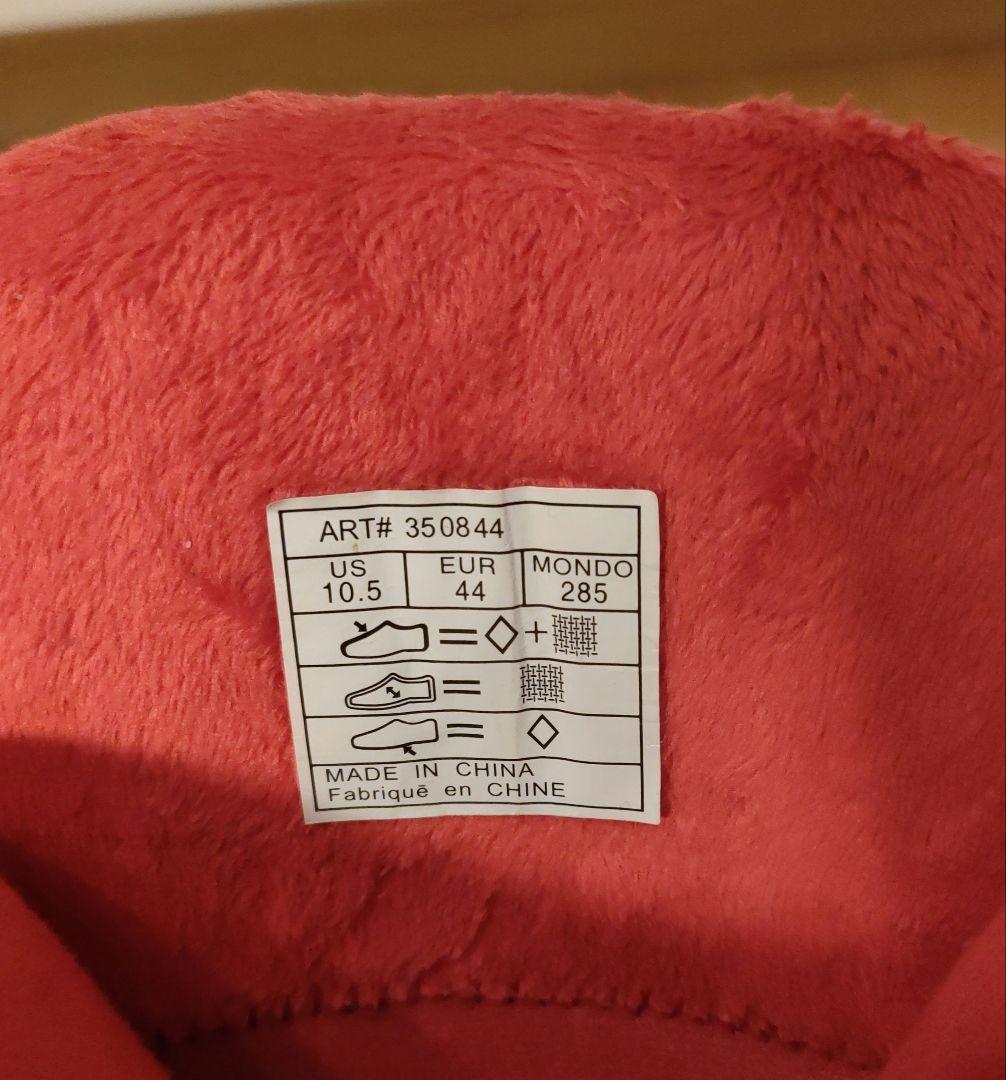 ART# 350844
US EUR MONDO
10.5 44 285
MADE IN CHINA
Fabriquē en CHINE